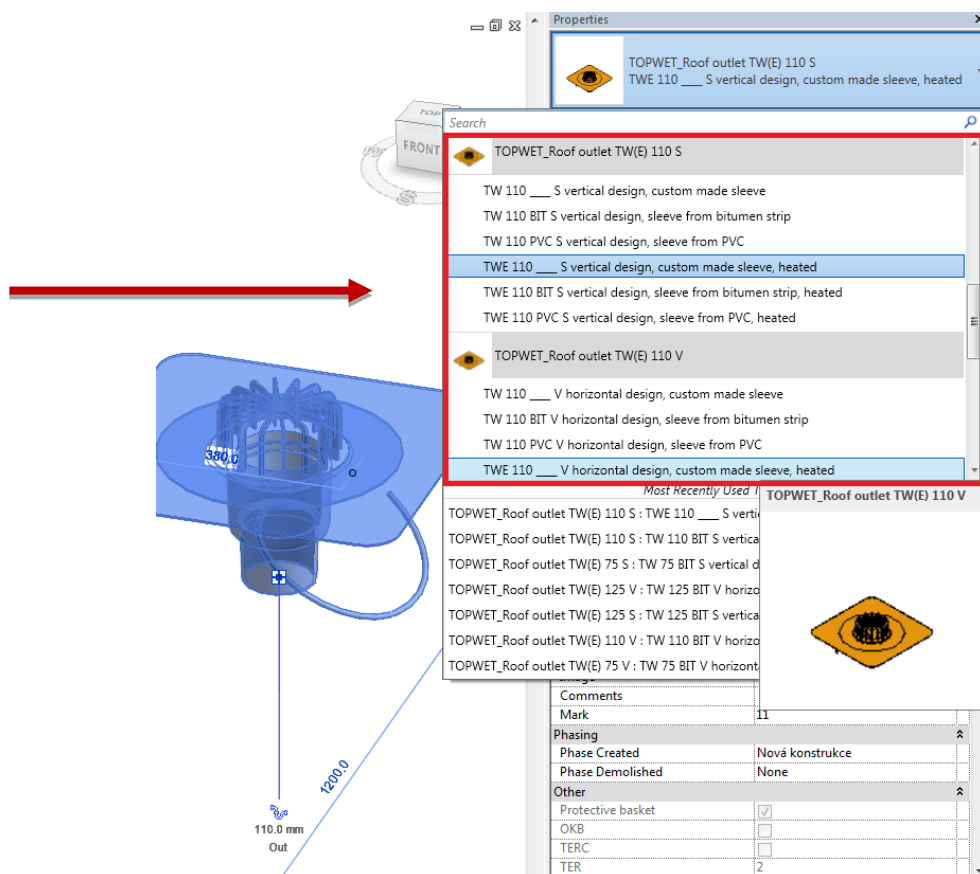 Properties
TOPWET_Roof outlet TW(E) 110 S
TWE 110 ___ S vertical design, custom made sleeve, heated
TOP
FRONT
S
Search
TOPWET_Roof outlet TW(E) 110 S
TW 110 ___ S vertical design, custom made sleeve
TW 110 BIT S vertical design, sleeve from bitumen strip
TW 110 PVC S vertical design, sleeve from PVC
TWE 110 ___ S vertical design, custom made sleeve, heated
TWE 110 BIT S vertical design, sleeve from bitumen strip, heated
TWE 110 PVC S vertical design, sleeve from PVC, heated
TOPWET_Roof outlet TW(E) 110 V
TW 110 ___ V horizontal design, custom made sleeve
TW 110 BIT V horizontal design, sleeve from bitumen strip
TW 110 PVC V horizontal design, sleeve from PVC
TWE 110 ___ V horizontal design, custom made sleeve, heated
Most Recently Used T
TOPWET_Roof outlet TW(E) 110 S : TWE 110 ___ S verti
TOPWET_Roof outlet TW(E) 110 S : TW 110 BIT S vertica
TOPWET_Roof outlet TW(E) 75 S : TW 75 BIT S vertical d
TOPWET_Roof outlet TW(E) 125 V : TW 125 BIT V horizo
TOPWET_Roof outlet TW(E) 125 S : TW 125 BIT S vertica
TOPWET_Roof outlet TW(E) 110 V : TW 110 BIT V horizo
TOPWET_Roof outlet TW(E) 75 V : TW 75 BIT V horizont
TOPWET_Roof outlet TW(E) 110 V
Image
Comments
Mark 11
Phasing
Phase Created Nová konstrukce
Phase Demolished None
Other
Protective basket
OKB
TERC
TER 2
380.0
1200.0
110.0 mm
Out